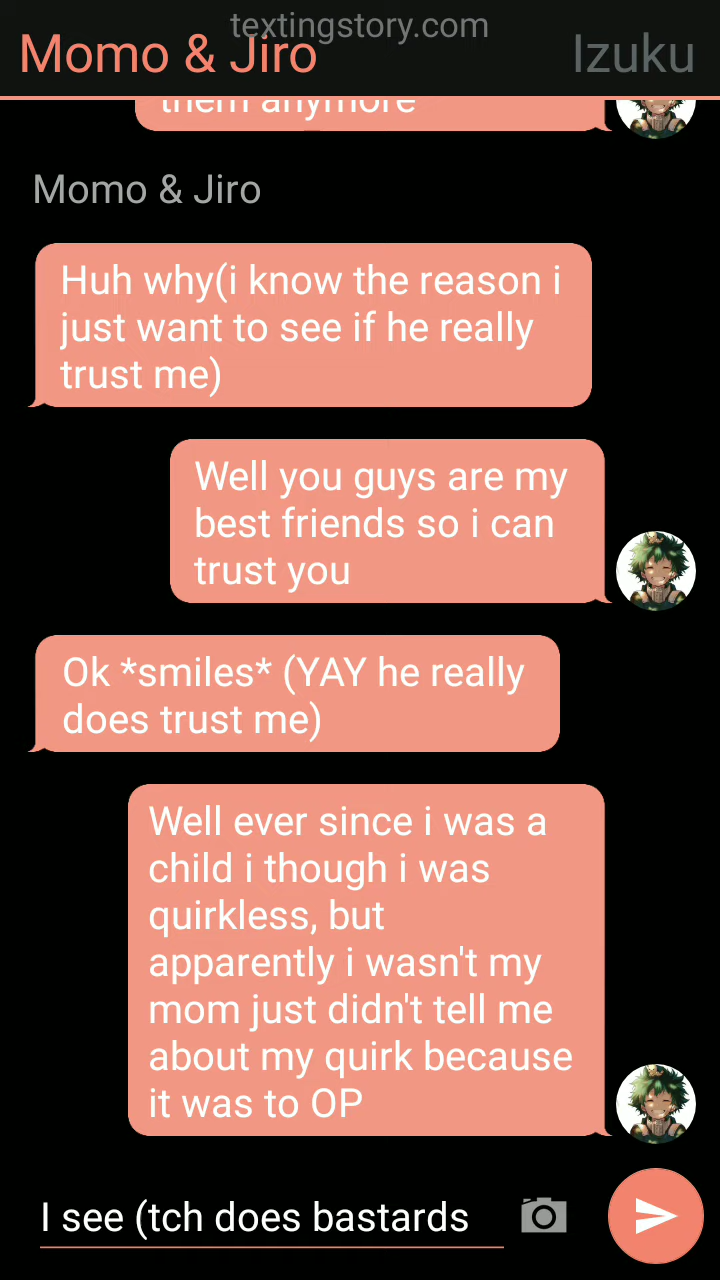 textingstory.com
Momo & Jiro
Izuku
them anymore
Momo & Jiro
Huh why(i know the reason i
just want to see if he really
trust me)
Well you guys are my
best friends so i can
trust you
Ok *smiles* (YAY he really
does trust me)
Well ever since i was a
child i though i was
quirkless, but
apparently i wasn't my
mom just didn't tell me
about my quirk because
it was to OP
I see (tch does bastards